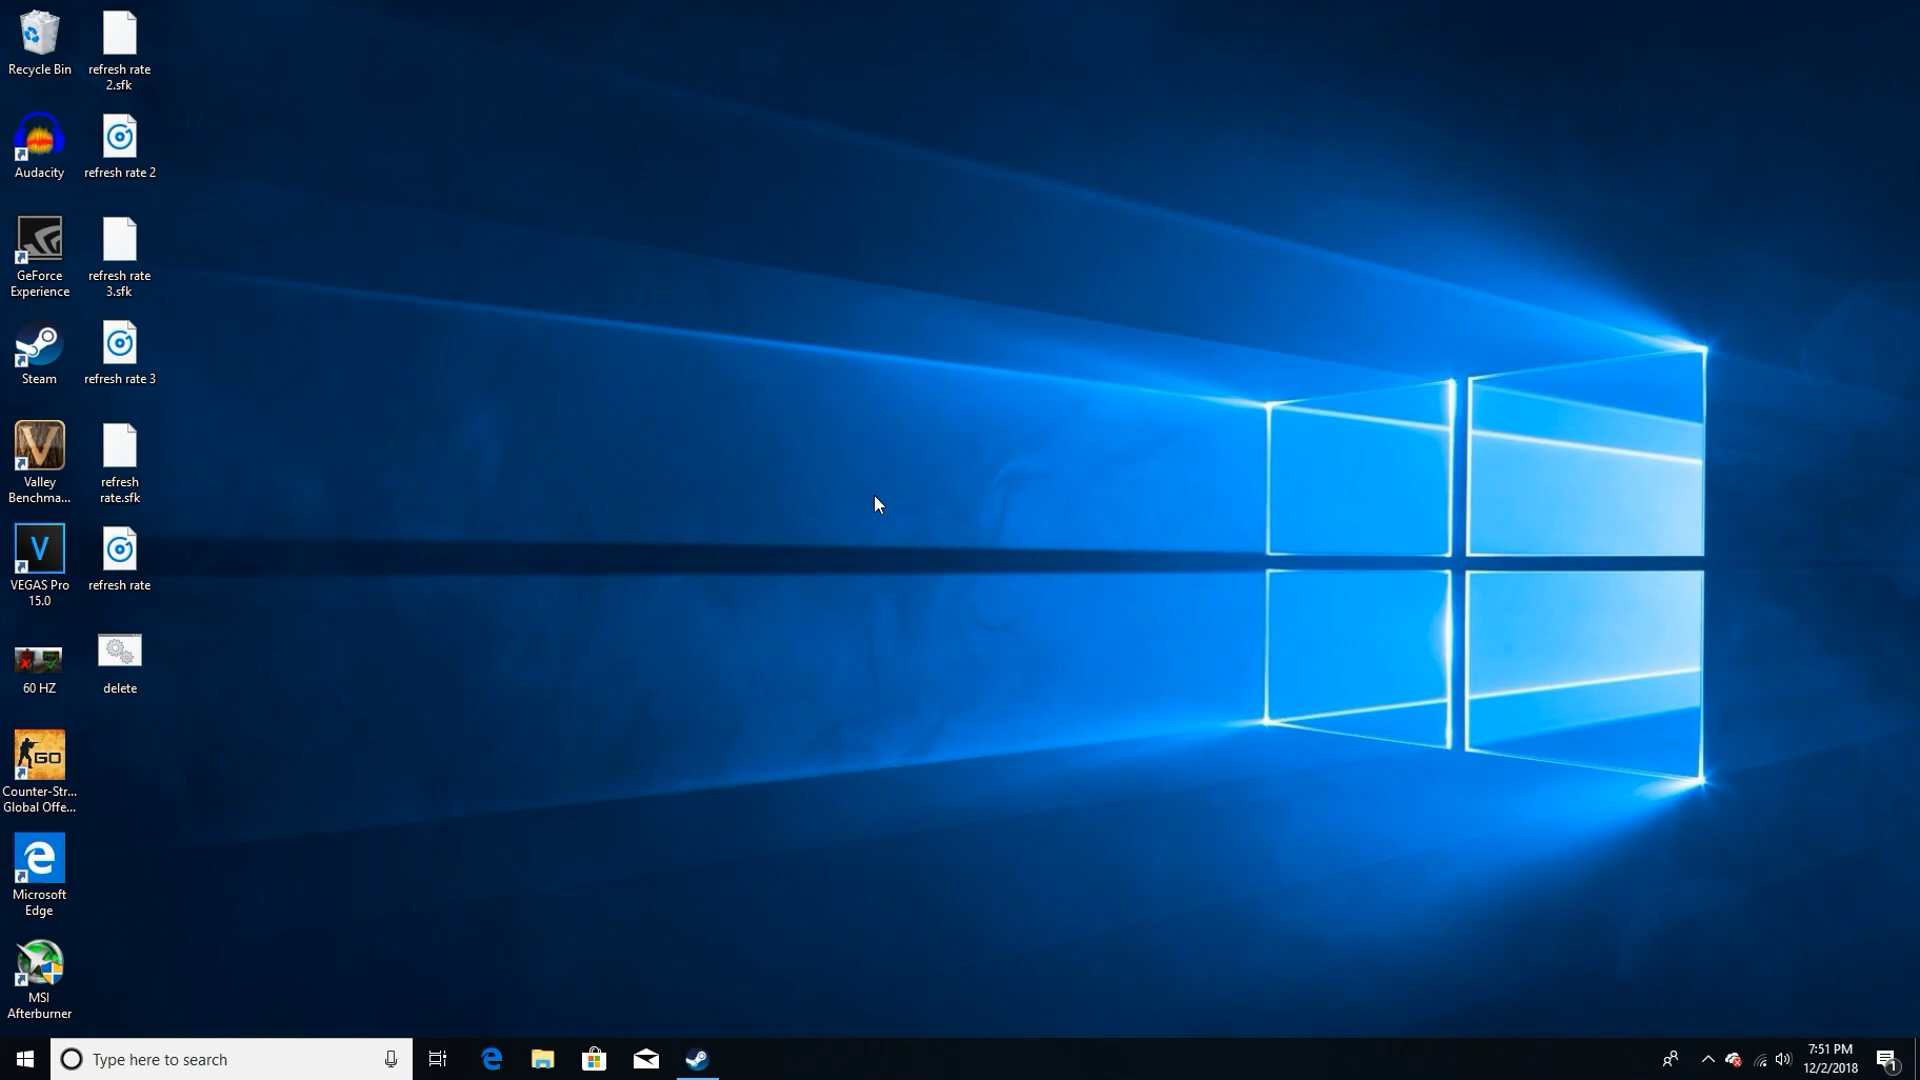 Recycle Bin
refresh rate
2.sfk
Audacity
refresh rate 2
GeForce
Experience
refresh rate
3.sfk
Steam
refresh rate 3
Valley
Benchma...
refresh
rate.sfk
VEGAS Pro
15.0
refresh rate
60 HZ
delete
GO
Counter-Str...
Global Offe...
Microsoft
Edge
MSI
Afterburner
Type here to search
7:51 PM
12/2/2018
1